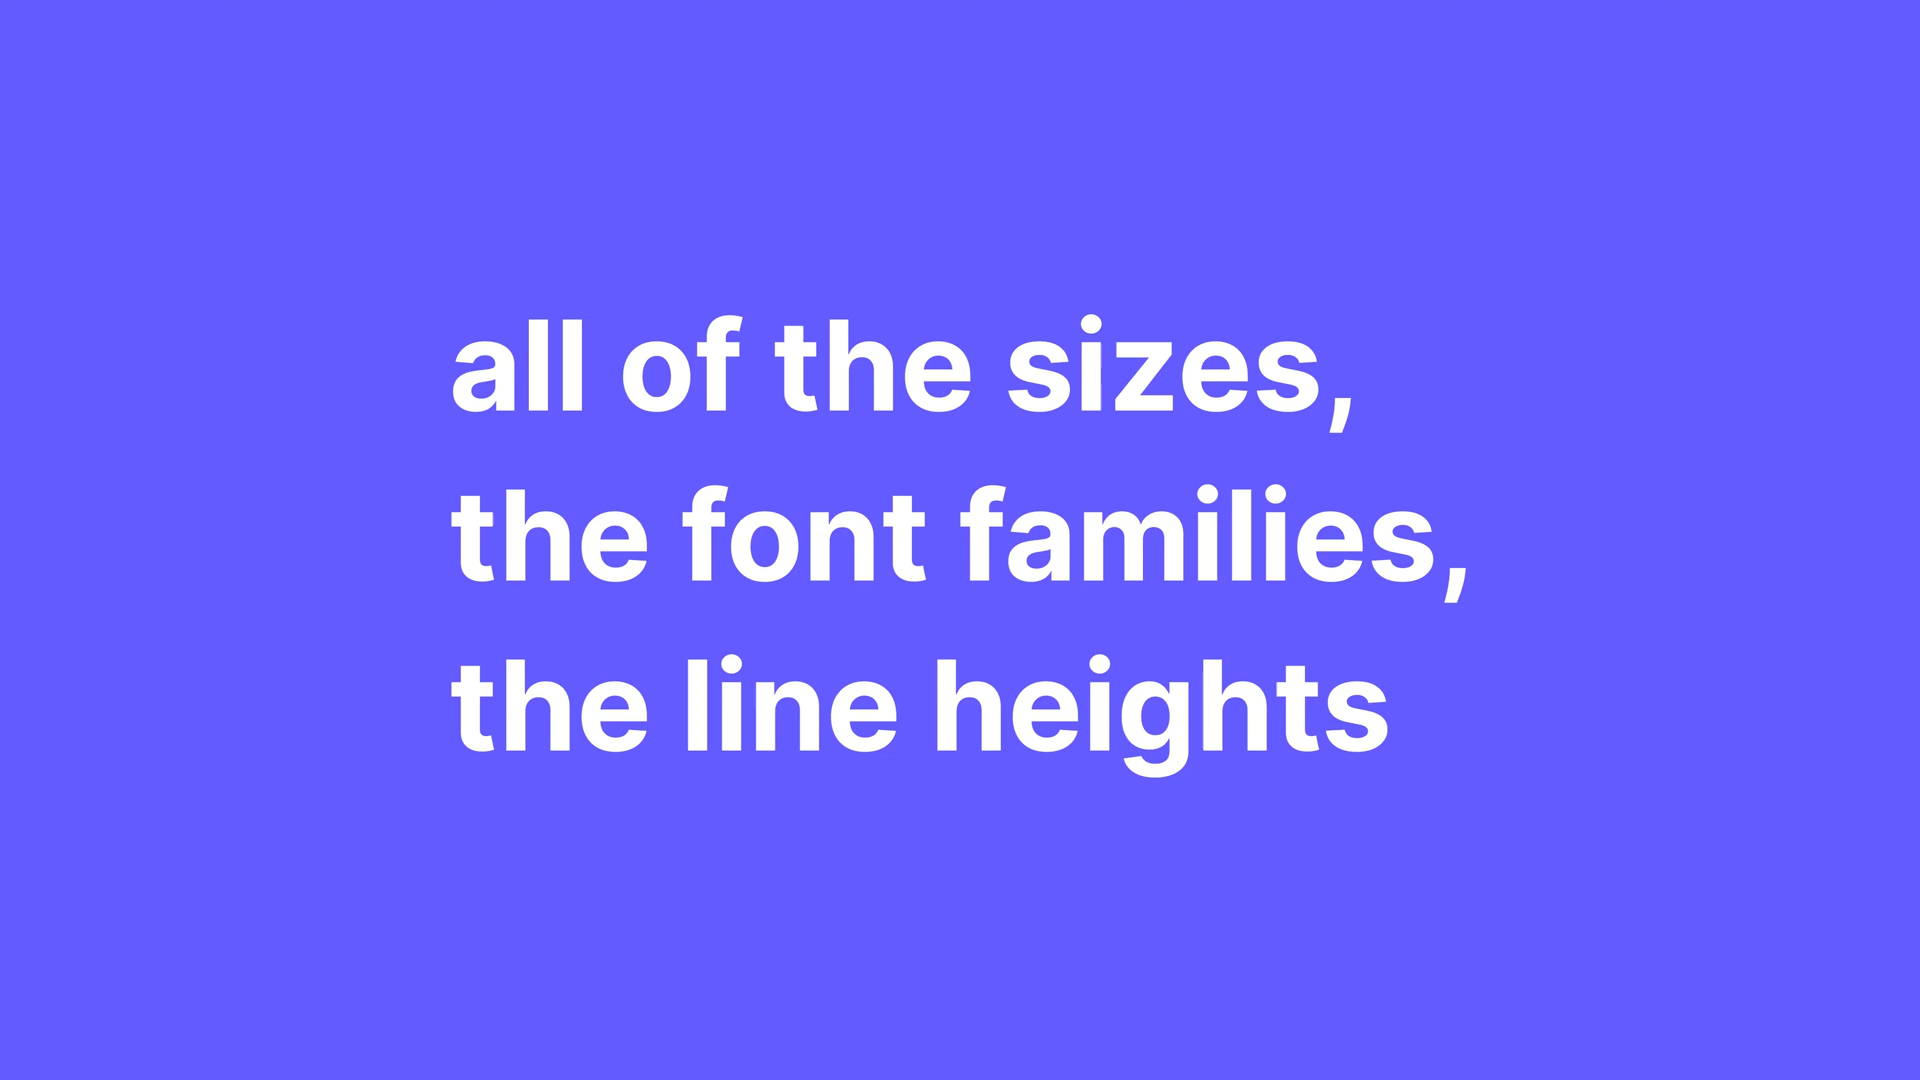 all of the sizes,
the font families,
the line heights